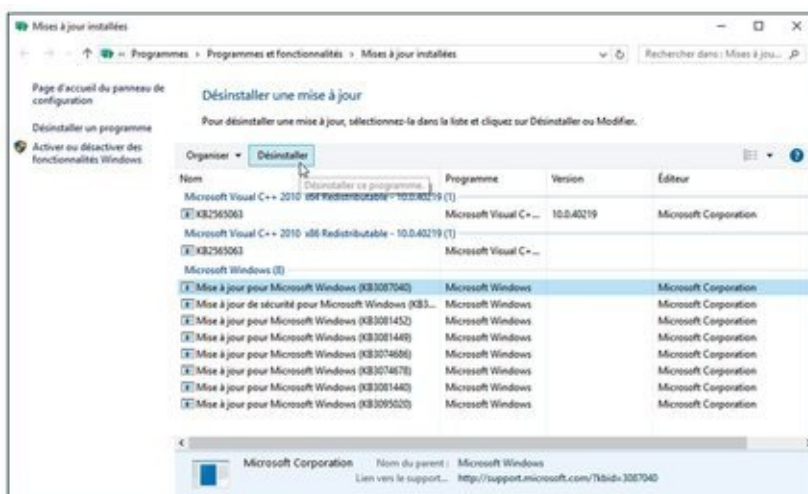 Mises à jour installées
Programmes > Programmes et fonctionnalités > Mises à jour installées
Rechercher dans : Mises à jou...
Page d'accueil du panneau de configuration
Désinstaller un programme
Activer ou désactiver des fonctionnalités Windows
Désinstaller une mise à jour
Pour désinstaller une mise à jour, sélectionnez-la dans la liste et cliquez sur Désinstaller ou Modifier.
Organiser Désinstaller
Désinstaller ce programme.
Nom Programme Version Éditeur
Microsoft Visual C++ 2010 x64 Redistributable - 10.0.40219 (1)
KB2565063 Microsoft Visual C+... 10.0.40219 Microsoft Corporation
Microsoft Visual C++ 2010 x86 Redistributable - 10.0.40219 (1)
KB2565063 Microsoft Visual C+...
Microsoft Windows (8)
Mise à jour pour Microsoft Windows (KB3087040) Microsoft Windows Microsoft Corporation
Mise à jour de sécurité pour Microsoft Windows (KB3... Microsoft Windows Microsoft Corporation
Mise à jour pour Microsoft Windows (KB3081452) Microsoft Windows Microsoft Corporation
Mise à jour pour Microsoft Windows (KB3081449) Microsoft Windows Microsoft Corporation
Mise à jour pour Microsoft Windows (KB3074686) Microsoft Windows Microsoft Corporation
Mise à jour pour Microsoft Windows (KB3074678) Microsoft Windows Microsoft Corporation
Mise à jour pour Microsoft Windows (KB3081440) Microsoft Windows Microsoft Corporation
Mise à jour pour Microsoft Windows (KB3095020) Microsoft Windows Microsoft Corporation
Microsoft Corporation Nom du parent : Microsoft Windows
Lien vers le support... http://support.microsoft.com/?kbid=3087040